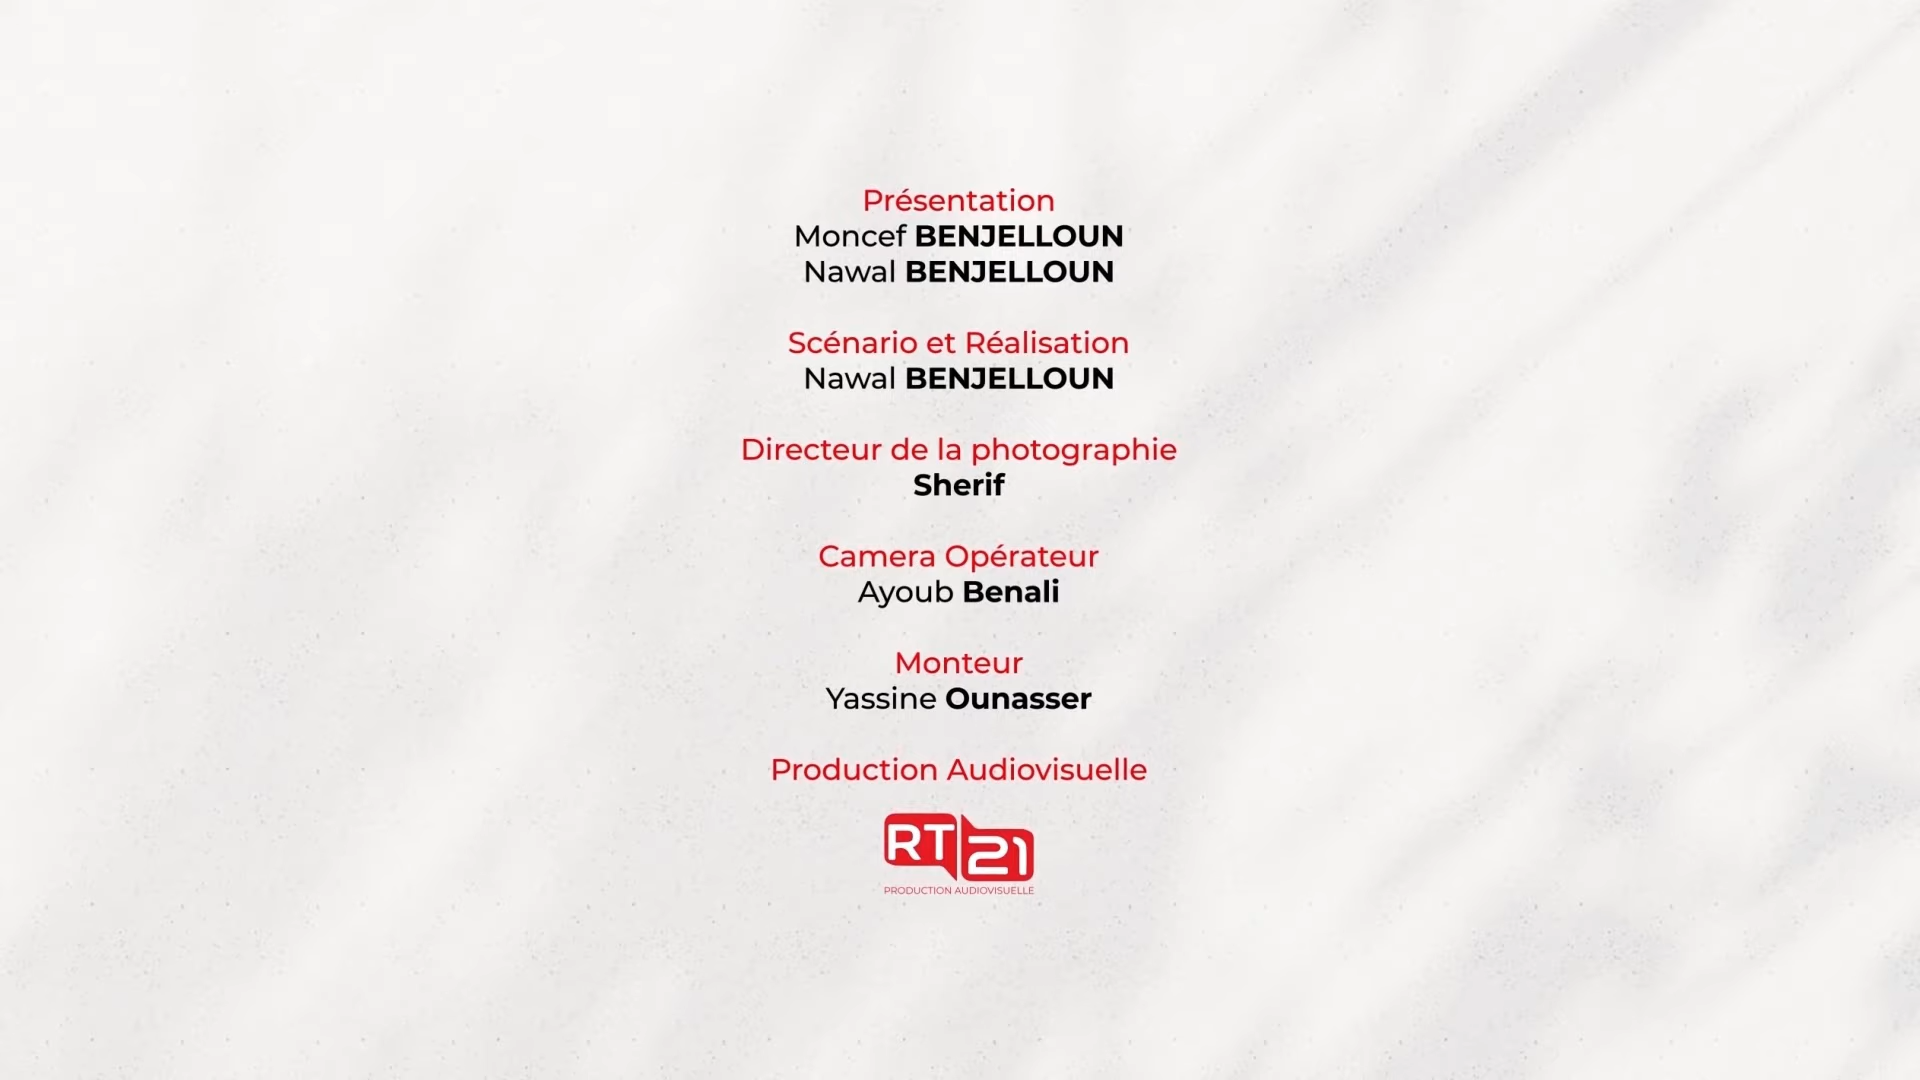 Présentation
Moncef BENJELLOUN
Nawal BENJELLOUN
Scénario et Réalisation
Nawal BENJELLOUN
Directeur de la photographie
Sherif
Camera Opérateur
Ayoub Benali
Monteur
Yassine Ounasser
Production Audiovisuelle
RT 21
PRODUCTION AUDIOVISUELLE